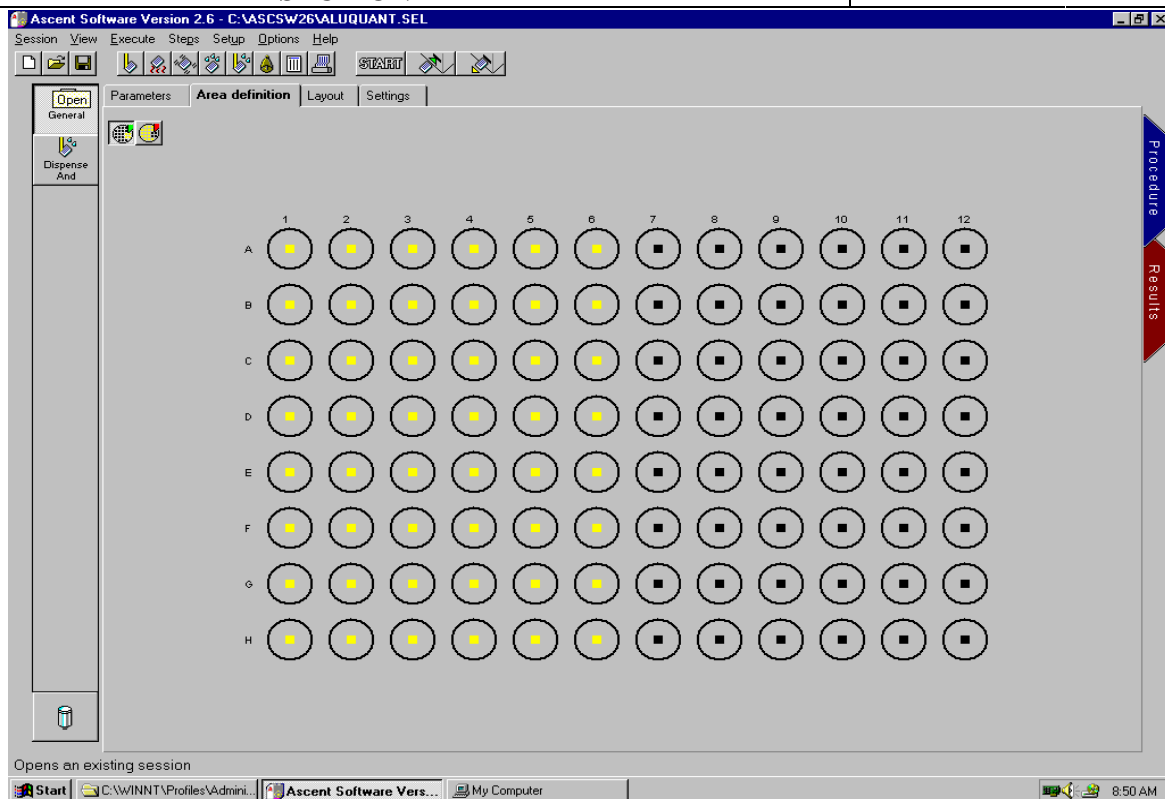 Ascent Software Version 2.6 - C:\ASCSW26\ALUQUANT.SEL
Session View Execute Steps Setup Options Help
START
Open
General
Dispense
And
Parameters Area definition Layout Settings
Procedure
Results
1 2 3 4 5 6 7 8 9 10 11 12
A
B
C
D
E
F
G
H
Opens an existing session
Start C:\WINNT\Profiles\Admini... Ascent Software Vers... My Computer 8:50 AM